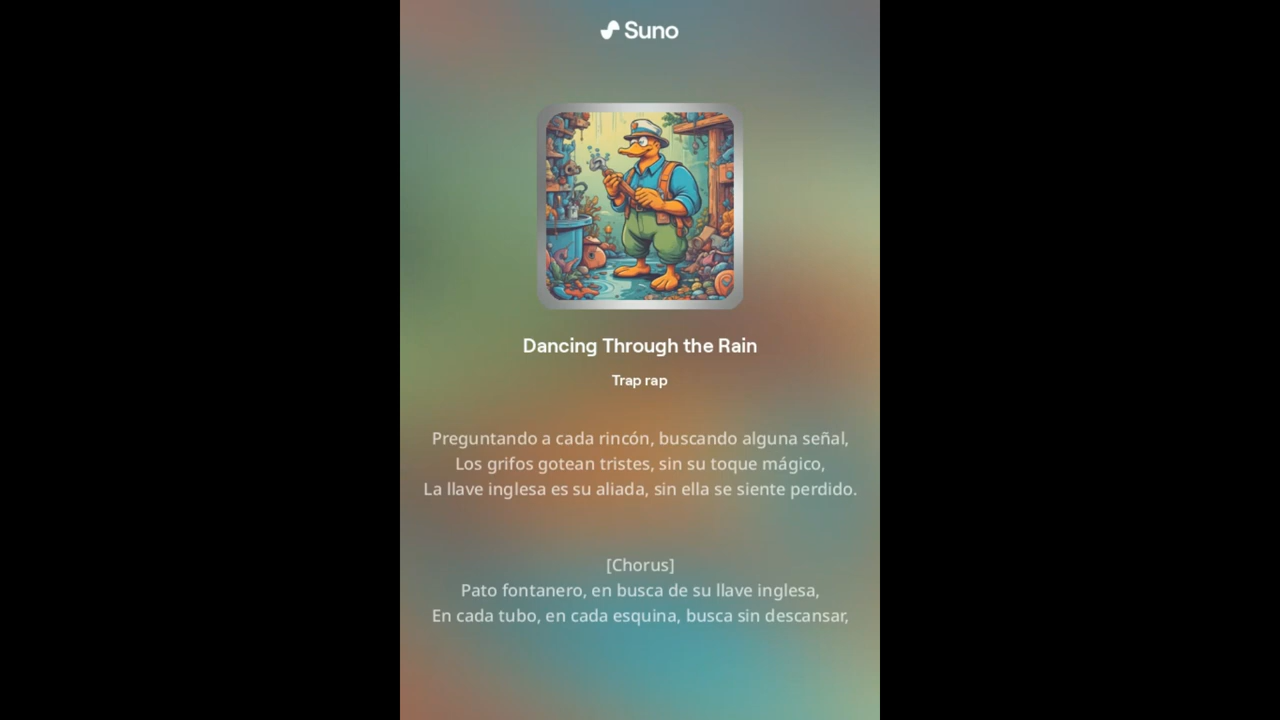 Suno
Dancing Through the Rain
Trap rap
Preguntando a cada rincón, buscando alguna señal,
Los grifos gotean tristes, sin su toque mágico,
La llave inglesa es su aliada, sin ella se siente perdido.
[Chorus]
Pato fontanero, en busca de su llave inglesa,
En cada tubo, en cada esquina, busca sin descansar,